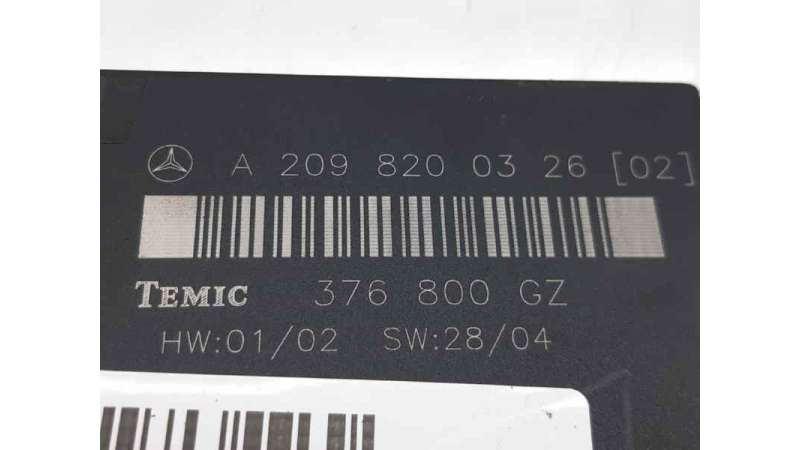 A 209 820 03 26 [02]
TEMIC 376 800 GZ
HW:01/02 SW:28/04